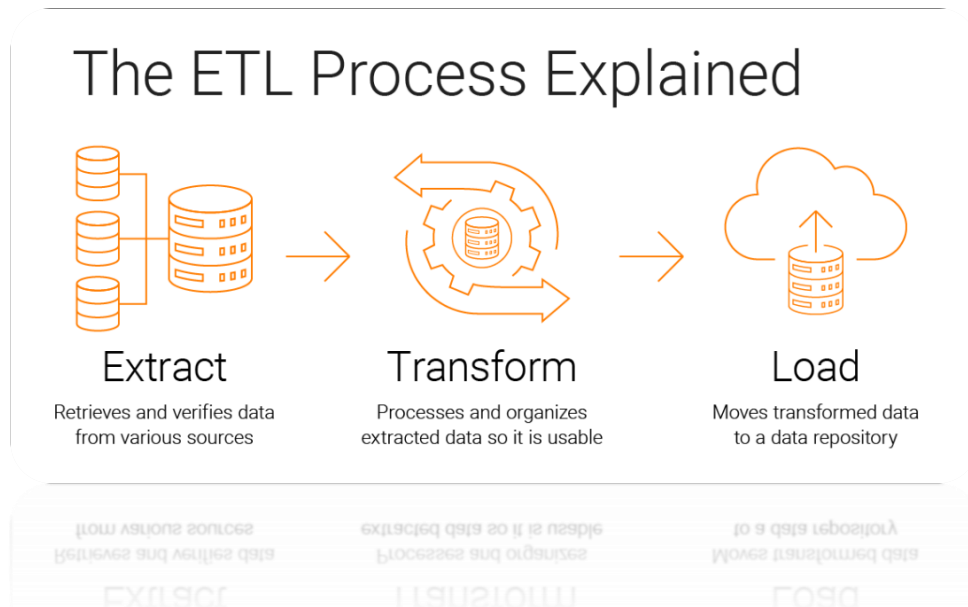 The ETL Process Explained
Extract
Retrieves and verifies data
from various sources
Transform
Processes and organizes
extracted data so it is usable
Load
Moves transformed data
to a data repository